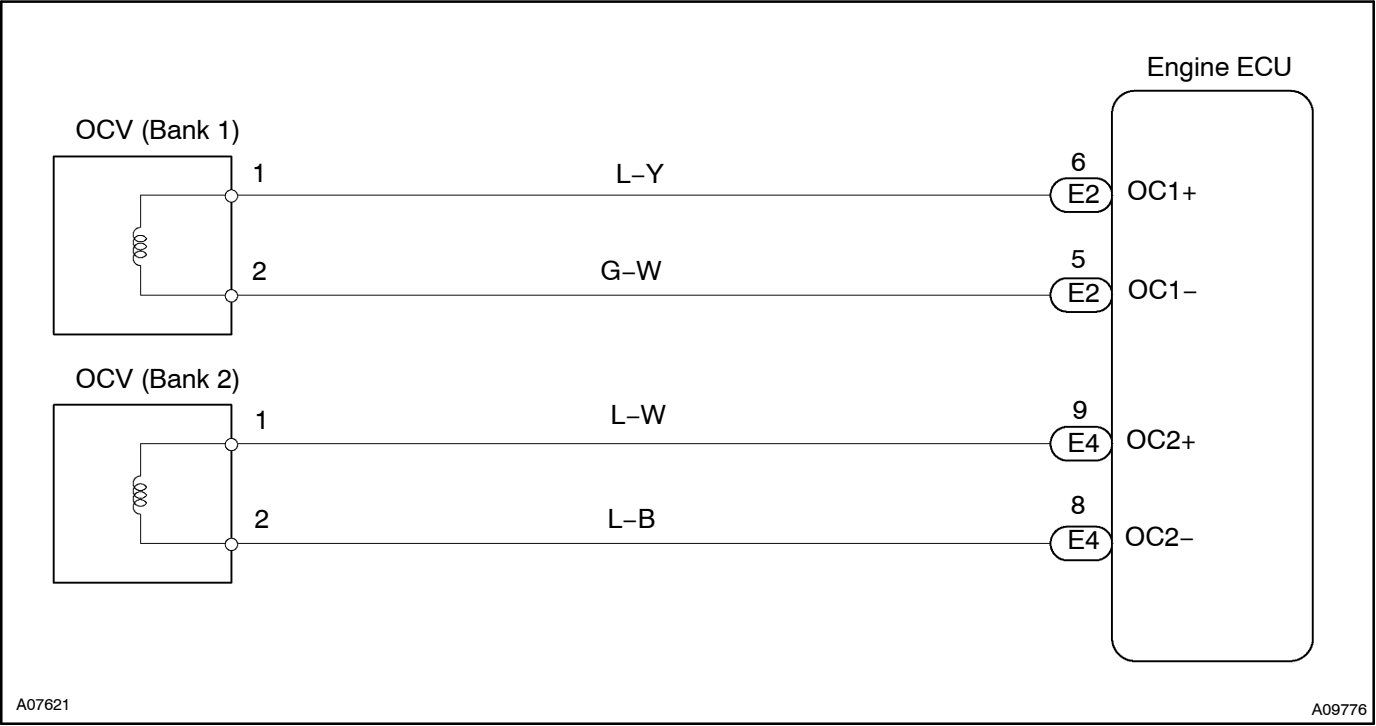 Engine ECU
OCV (Bank 1)
1
L−Y
6
E2
OC1+
2
G−W
5
E2
OC1−
OCV (Bank 2)
1
L−W
9
E4
OC2+
2
L−B
8
E4
OC2−
A07621
A09776